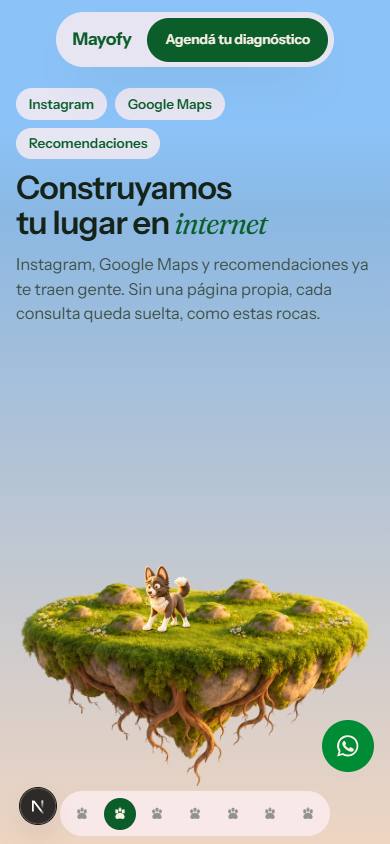 Mayofy
Agendá tu diagnóstico
Instagram
Google Maps
Recomendaciones
Construyamos
tu lugar en internet
Instagram, Google Maps y recomendaciones ya
te traen gente. Sin una página propia, cada
consulta queda suelta, como estas rocas.
N